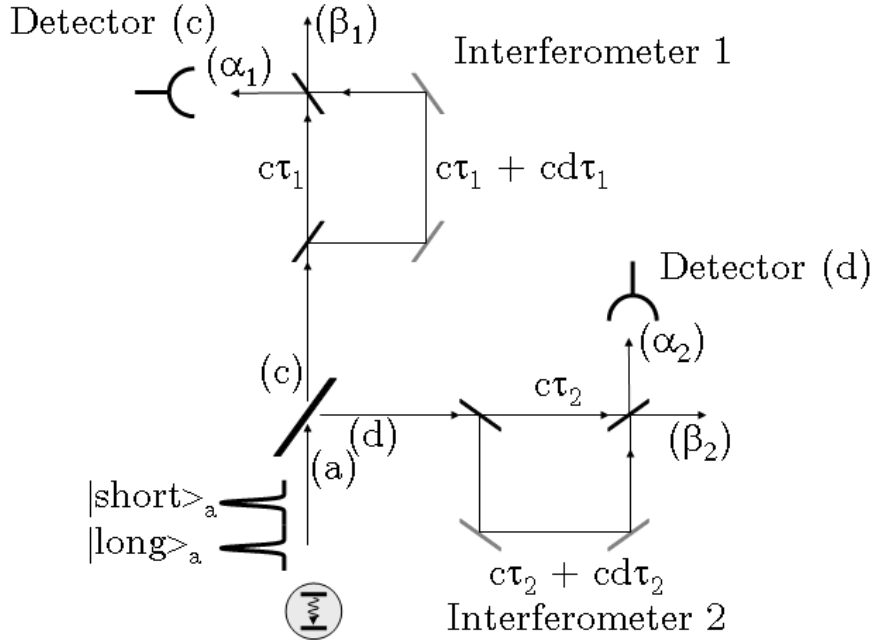 Detector (c)
(β₁)
(α₁)
Interferometer 1
cτ₁
cτ₁ + cdτ₁
Detector (d)
(α₂)
(c)
cτ₂
(d)
(β₂)
(a)
|short>ₐ
|long>ₐ
cτ₂ + cdτ₂
Interferometer 2